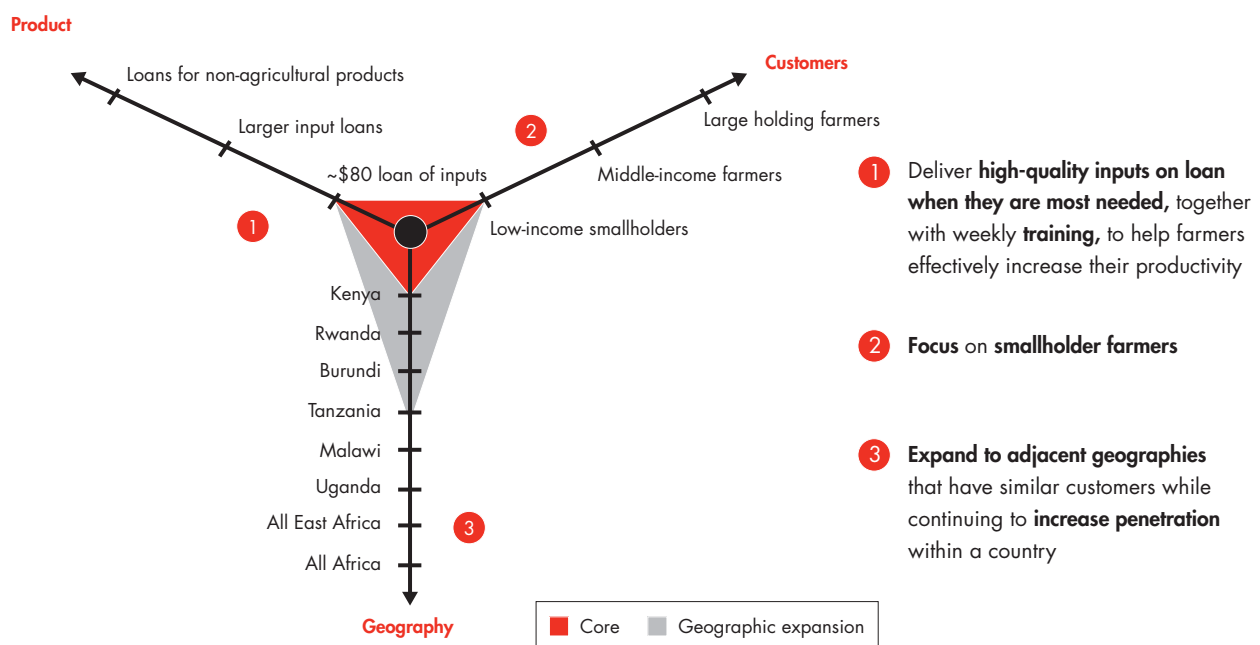 Product
Customers
Loans for non-agricultural products
Larger input loans
~$80 loan of inputs
Large holding farmers
Middle-income farmers
Low-income smallholders
1
2
Kenya
Rwanda
Burundi
Tanzania
Malawi
Uganda
All East Africa
All Africa
3
Geography
Core
Geographic expansion
1
Deliver high-quality inputs on loan
when they are most needed, together
with weekly training, to help farmers
effectively increase their productivity
2
Focus on smallholder farmers
3
Expand to adjacent geographies
that have similar customers while
continuing to increase penetration
within a country